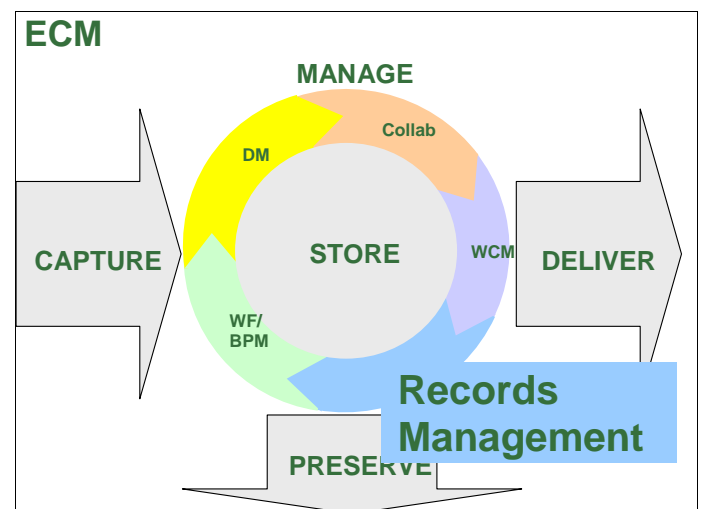 ECM
MANAGE
Collab
DM
CAPTURE
STORE
WCM
DELIVER
WF/
BPM
Records
Management
PRESERVE